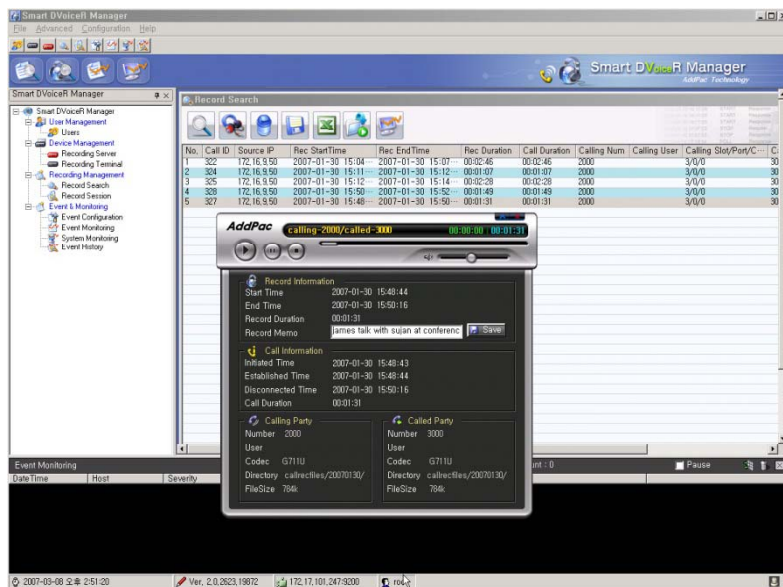 Smart DVoiceR Manager
File Advanced Configuration Help
Smart DVoiceR Manager
AddPac Technology
Smart DVoiceR Manager
Smart DVoiceR Manager
User Management
Users
Device Management
Recording Server
Recording Terminal
Recording Management
Record Search
Record Session
Event & Monitoring
Event Configuration
Event Monitoring
System Monitoring
Event History
Record Search
No. Call ID Source IP Rec StartTime Rec EndTime Rec Duration Call Duration Calling Num Calling User Calling Slot/Port/C...
1 322 172,16,9,50 2007-01-30 15:04... 2007-01-30 15:07... 00:02:46 00:02:46 2000 3/0/0 30
2 324 172,16,9,50 2007-01-30 15:11... 2007-01-30 15:12... 00:01:07 00:01:07 2000 3/0/0 30
3 325 172,16,9,50 2007-01-30 15:12... 2007-01-30 15:14... 00:02:28 00:02:28 2000 3/0/0 30
4 328 172,16,9,50 2007-01-30 15:48... 2007-01-30 15:52... 00:01:49 00:01:49 2000 3/0/0 30
5 327 172,16,9,50 2007-01-30 15:48... 2007-01-30 15:50... 00:01:31 00:01:31 2000 3/0/0 30
AddPac calling-2000/called-3000 00:00:00 00:01:31
Record Information
Start Time 2007-01-30 15:48:44
End Time 2007-01-30 15:50:16
Record Duration 00:01:31
Record Memo james talk with sujan at conferenc Save
Call Information
Initiated Time 2007-01-30 15:48:43
Established Time 2007-01-30 15:48:44
Disconnected Time 2007-01-30 15:50:16
Call Duration 00:01:31
Calling Party
Number 2000
User
Codec G711U
Directory callrecfiles/20070130/
FileSize 784k
Called Party
Number 3000
User
Codec G711U
Directory callrecfiles/20070130/
FileSize 784k
Event Monitoring
: 0 Pause
DateTime Host Severity
2007-03-08 오후 2:51:20 Ver, 2,0,2623,19872 172,17,101,247:9200